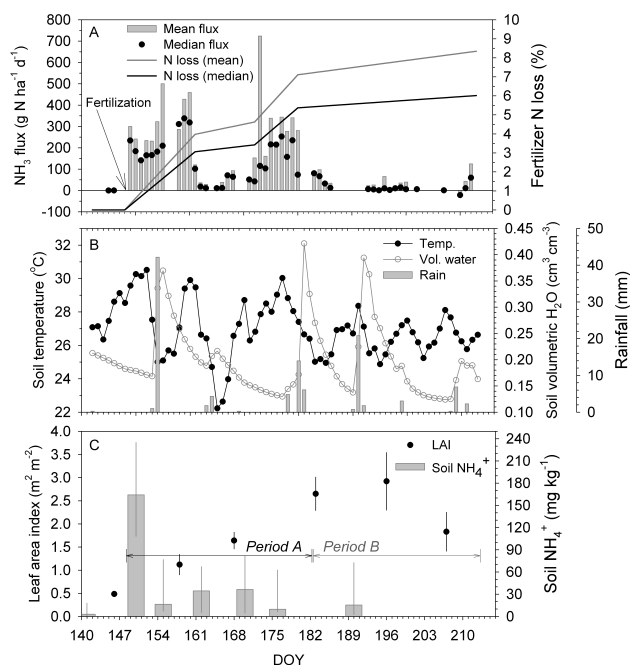 A
Mean flux
Median flux
N loss (mean)
N loss (median)
Fertilization
NH3 flux (g N ha-1 d-1)
800
700
600
500
400
300
200
100
0
-100
Fertilizer N loss (%)
10
9
8
7
6
5
4
3
2
1
0
B
Temp.
Vol. water
Rain
Soil temperature (oC)
32
30
28
26
24
22
Soil volumetric H2O (cm3 cm-3)
0.45
0.40
0.35
0.30
0.25
0.20
0.15
0.10
Rainfall (mm)
50
40
30
20
10
0
C
LAI
Soil NH4+
Period A
Period B
Leaf area index (m2 m-2)
4.0
3.5
3.0
2.5
2.0
1.5
1.0
0.5
0.0
Soil NH4+ (mg kg-1)
240
210
180
150
120
90
60
30
0
140 147 154 161 168 175 182 189 196 203 210
DOY